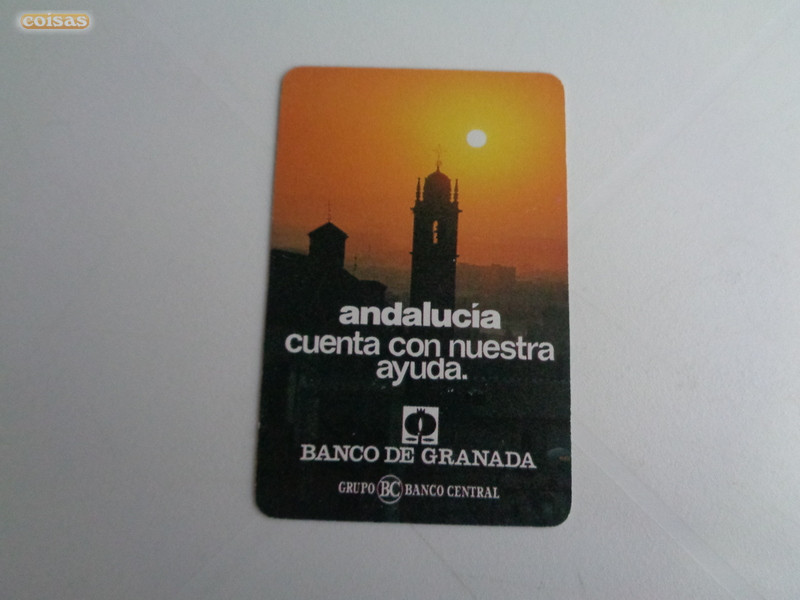 coisas
andalucía
cuenta con nuestra
ayuda.
BANCO DE GRANADA
GRUPO BC BANCO CENTRAL